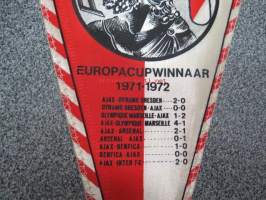 EUROPACUPWINNAAR
1971-1972
AJAX-DYNAMO DRESDEN 2-0
DYNAMO DRESDEN-AJAX 0-0
OLYMPIQUE MARSEILLE-AJAX 1-2
AJAX-OLYMPIQUE MARSEILLE 4-1
AJAX-ARSENAL 2-1
ARSENAL AJAX 0-1
AJAX-BENFICA 1-0
BENFICA-AJAX 0-0
AJAX INTER 2-0